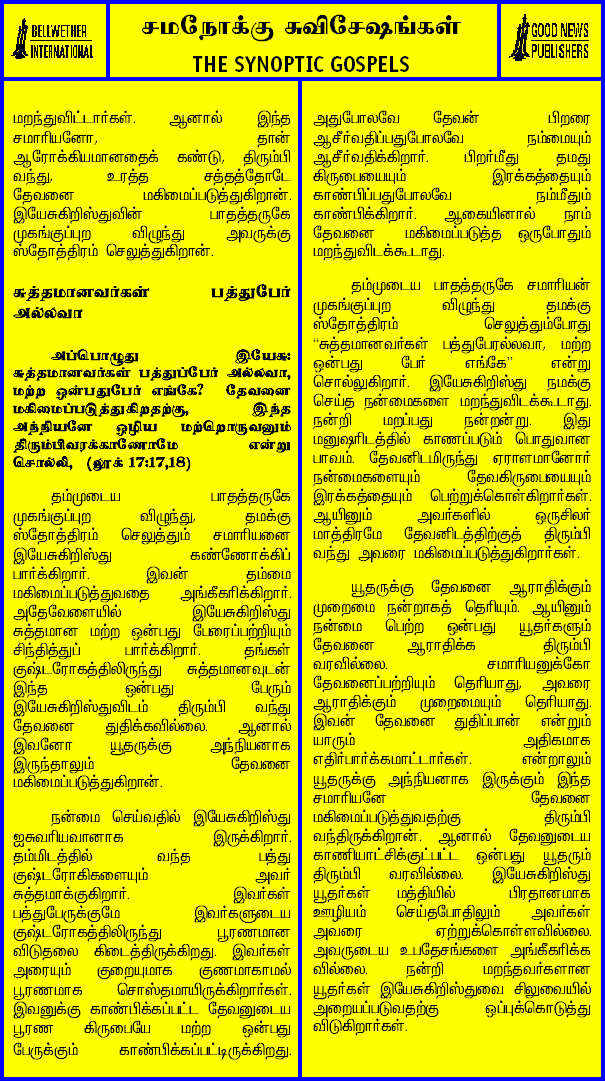 BELLWETHER
INTERNATIONAL
சமநோக்கு சுவிசேஷங்கள்
THE SYNOPTIC GOSPELS
GOOD NEWS
PUBLISHERS
மறந்துவிட்டார்கள். ஆனால் இந்த
சமாரியனோ, தான்
ஆரோக்கியமானதைக் கண்டு, திரும்பி
வந்து, உரத்த சத்தத்தோடே
தேவனை மகிமைப்படுத்துகிறான்.
இயேசுகிறிஸ்துவின் பாதத்தருகே
முகங்குப்புற விழுந்து அவருக்கு
ஸ்தோத்திரம் செலுத்துகிறான்.
சுத்தமானவர்கள் பத்துபேர்
அல்லவா
அப்பொழுது இயேசு:
சுத்தமானவர்கள் பத்துப்பேர் அல்லவா,
மற்ற ஒன்பதுபேர் எங்கே? தேவனை
மகிமைப்படுத்துகிறதற்கு, இந்த
அந்நியனே ஒழிய மற்றொருவனும்
திரும்பிவரக்காணோமே என்று
சொல்லி, (லூக் 17:17,18)
தம்முடைய பாதத்தருகே
முகங்குப்புற விழுந்து, தமக்கு
ஸ்தோத்திரம் செலுத்தும் சமாரியனை
இயேசுகிறிஸ்து கண்ணோக்கிப்
பார்க்கிறார். இவன் தம்மை
மகிமைப்படுத்துவதை அங்கீகரிக்கிறார்.
அதேவேளையில் இயேசுகிறிஸ்து
சுத்தமான மற்ற ஒன்பது பேரைப்பற்றியும்
சிந்தித்துப் பார்க்கிறார். தங்கள்
குஷ்டரோகத்திலிருந்து சுத்தமானவுடன்
இந்த ஒன்பது பேரும்
இயேசுகிறிஸ்துவிடம் திரும்பி வந்து
தேவனை துதிக்கவில்லை. ஆனால்
இவனோ யூதருக்கு அந்நியனாக
இருந்தாலும் தேவனை
மகிமைப்படுத்துகிறான்.
நன்மை செய்வதில் இயேசுகிறிஸ்து
ஐசுவரியவானாக இருக்கிறார்.
தம்மிடத்தில் வந்த பத்து
குஷ்டரோகிகளையும் அவர்
சுத்தமாக்குகிறார். இவர்கள்
பத்துபேருக்குமே இவர்களுடைய
குஷ்டரோகத்திலிருந்து பூரணமான
விடுதலை கிடைத்திருக்கிறது. இவர்கள்
அரையும் குறையுமாக குணமாகாமல்
பூரணமாக சொஸ்தமாயிருக்கிறார்கள்.
இவனுக்கு காண்பிக்கப்பட்ட தேவனுடைய
பூரண கிருபையே மற்ற ஒன்பது
பேருக்கும் காண்பிக்கப்பட்டிருக்கிறது.
அதுபோலவே தேவன் பிறரை
ஆசீர்வதிப்பதுபோலவே நம்மையும்
ஆசீர்வதிக்கிறார். பிறர்மீது தமது
கிருபையையும் இரக்கத்தையும்
காண்பிப்பதுபோலவே நம்மீதும்
காண்பிக்கிறார். ஆகையினால் நாம்
தேவனை மகிமைப்படுத்த ஒருபோதும்
மறந்துவிடக்கூடாது.
தம்முடைய பாதத்தருகே சமாரியன்
முகங்குப்புற விழுந்து தமக்கு
ஸ்தோத்திரம் செலுத்தும்போது
“சுத்தமானவர்கள் பத்துபேரல்லவா, மற்ற
ஒன்பது பேர் எங்கே” என்று
சொல்லுகிறார். இயேசுகிறிஸ்து நமக்கு
செய்த நன்மைகளை மறந்துவிடக்கூடாது.
நன்றி மறப்பது நன்றன்று. இது
மனுஷரிடத்தில் காணப்படும் பொதுவான
பாவம். தேவனிடமிருந்து ஏராளமானோர்
நன்மைகளையும் தேவகிருபையையும்
இரக்கத்தையும் பெற்றுக்கொள்கிறார்கள்.
ஆயினும் அவர்களில் ஒருசிலர்
மாத்திரமே தேவனிடத்திற்குத் திரும்பி
வந்து அவரை மகிமைப்படுத்துகிறார்கள்.
யூதருக்கு தேவனை ஆராதிக்கும்
முறைமை நன்றாகத் தெரியும். ஆயினும்
நன்மை பெற்ற ஒன்பது யூதர்களும்
தேவனை ஆராதிக்க திரும்பி
வரவில்லை. சமாரியனுக்கோ
தேவனைப்பற்றியும் தெரியாது, அவரை
ஆராதிக்கும் முறைமையும் தெரியாது.
இவன் தேவனை துதிப்பான் என்றும்
யாரும் அதிகமாக
எதிர்பார்க்கமாட்டார்கள். என்றாலும்
யூதருக்கு அந்நியனாக இருக்கும் இந்த
சமாரியனே தேவனை
மகிமைப்படுத்துவதற்கு திரும்பி
வந்திருக்கிறான். ஆனால் தேவனுடைய
காணியாட்சிக்குட்பட்ட ஒன்பது யூதரும்
திரும்பி வரவில்லை. இயேசுகிறிஸ்து
யூதர்கள் மத்தியில் பிரதானமாக
ஊழியம் செய்தபோதிலும் அவர்கள்
அவரை ஏற்றுக்கொள்ளவில்லை.
அவருடைய உபதேசங்களை அங்கீகரிக்க
வில்லை. நன்றி மறந்தவர்களான
யூதர்கள் இயேசுகிறிஸ்துவை சிலுவையில்
அறையப்படுவதற்கு ஒப்புக்கொடுத்து
விடுகிறார்கள்.